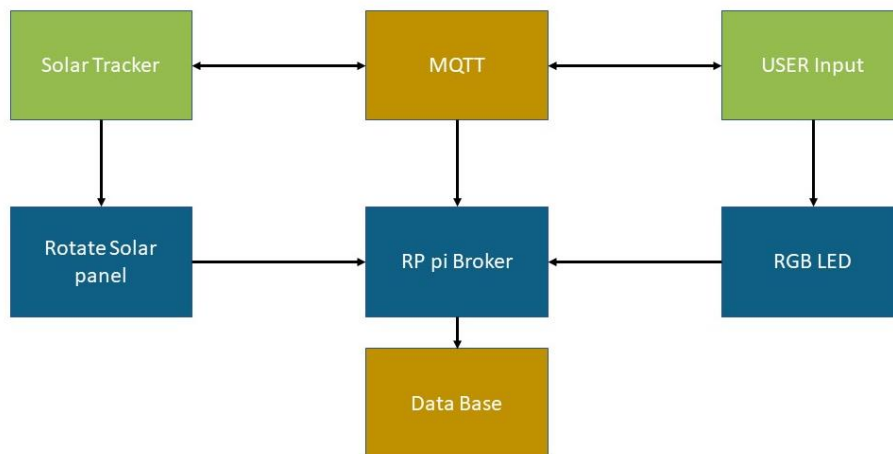 Solar Tracker
MQTT
USER Input
Rotate Solar
panel
RP pi Broker
RGB LED
Data Base